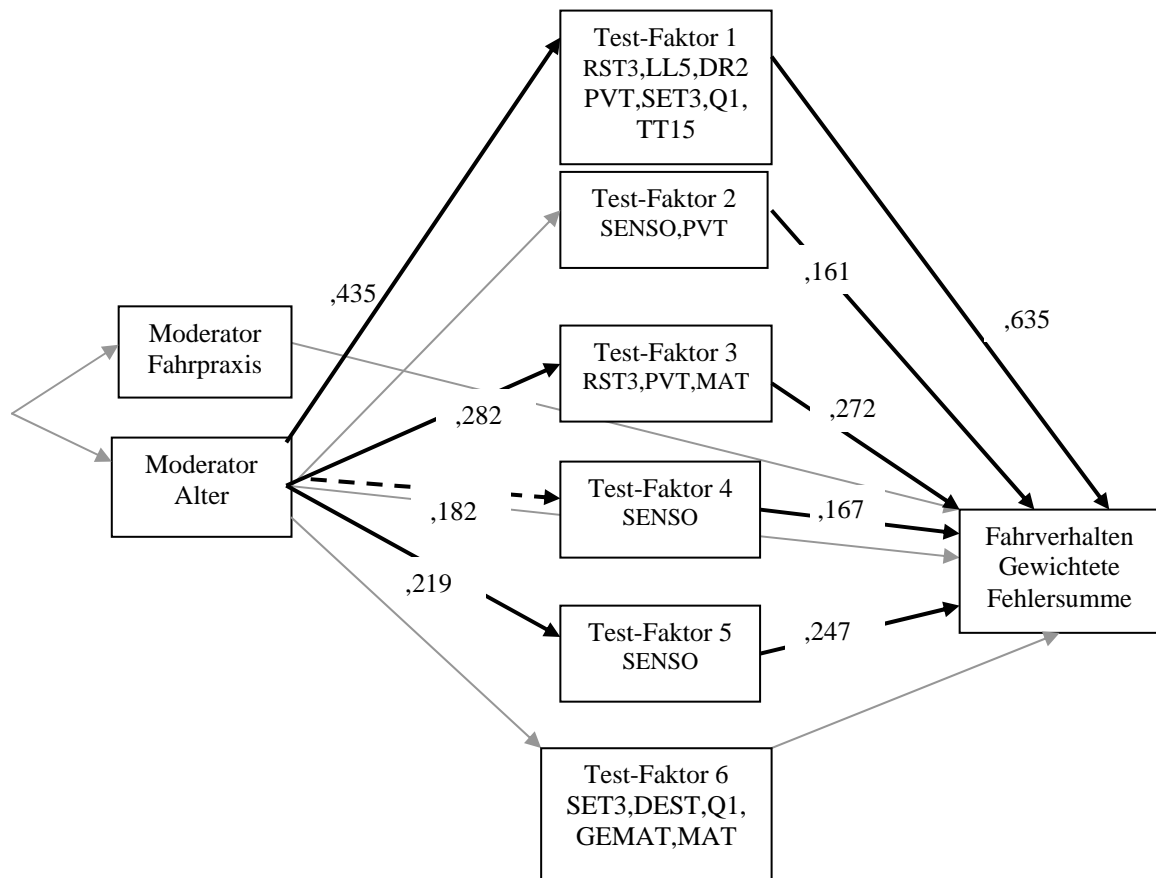 Test-Faktor 1
RST3,LL5,DR2
PVT,SET3,Q1,
TT15
Test-Faktor 2
SENSO,PVT
,161
,435
,635
Moderator
Fahrpraxis
Test-Faktor 3
RST3,PVT,MAT
,272
,282
Moderator
Alter
Test-Faktor 4
SENSO
,182
,167
Fahrverhalten
Gewichtete
Fehlersumme
,219
Test-Faktor 5
SENSO
,247
Test-Faktor 6
SET3,DEST,Q1,
GEMAT,MAT